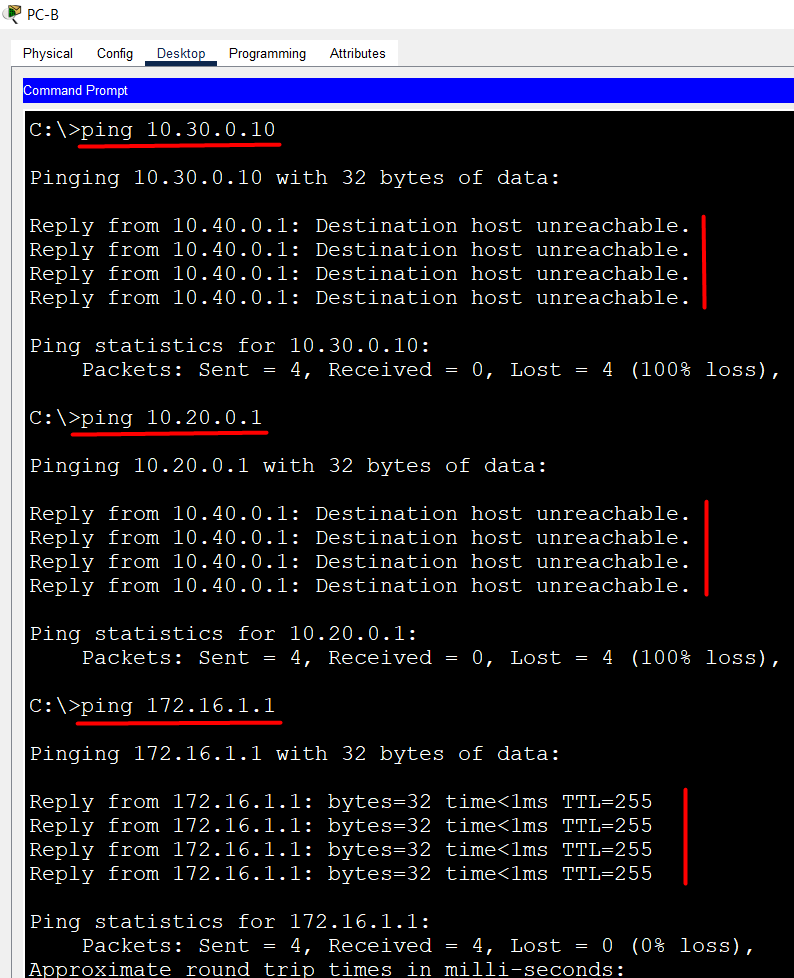 PC-B
Physical Config Desktop Programming Attributes
Command Prompt
C:\>ping 10.30.0.10
Pinging 10.30.0.10 with 32 bytes of data:
Reply from 10.40.0.1: Destination host unreachable.
Reply from 10.40.0.1: Destination host unreachable.
Reply from 10.40.0.1: Destination host unreachable.
Reply from 10.40.0.1: Destination host unreachable.
Ping statistics for 10.30.0.10:
Packets: Sent = 4, Received = 0, Lost = 4 (100% loss),
C:\>ping 10.20.0.1
Pinging 10.20.0.1 with 32 bytes of data:
Reply from 10.40.0.1: Destination host unreachable.
Reply from 10.40.0.1: Destination host unreachable.
Reply from 10.40.0.1: Destination host unreachable.
Reply from 10.40.0.1: Destination host unreachable.
Ping statistics for 10.20.0.1:
Packets: Sent = 4, Received = 0, Lost = 4 (100% loss),
C:\>ping 172.16.1.1
Pinging 172.16.1.1 with 32 bytes of data:
Reply from 172.16.1.1: bytes=32 time<1ms TTL=255
Reply from 172.16.1.1: bytes=32 time<1ms TTL=255
Reply from 172.16.1.1: bytes=32 time<1ms TTL=255
Reply from 172.16.1.1: bytes=32 time<1ms TTL=255
Ping statistics for 172.16.1.1:
Packets: Sent = 4, Received = 4, Lost = 0 (0% loss),
Approximate round trip times in milli-seconds: